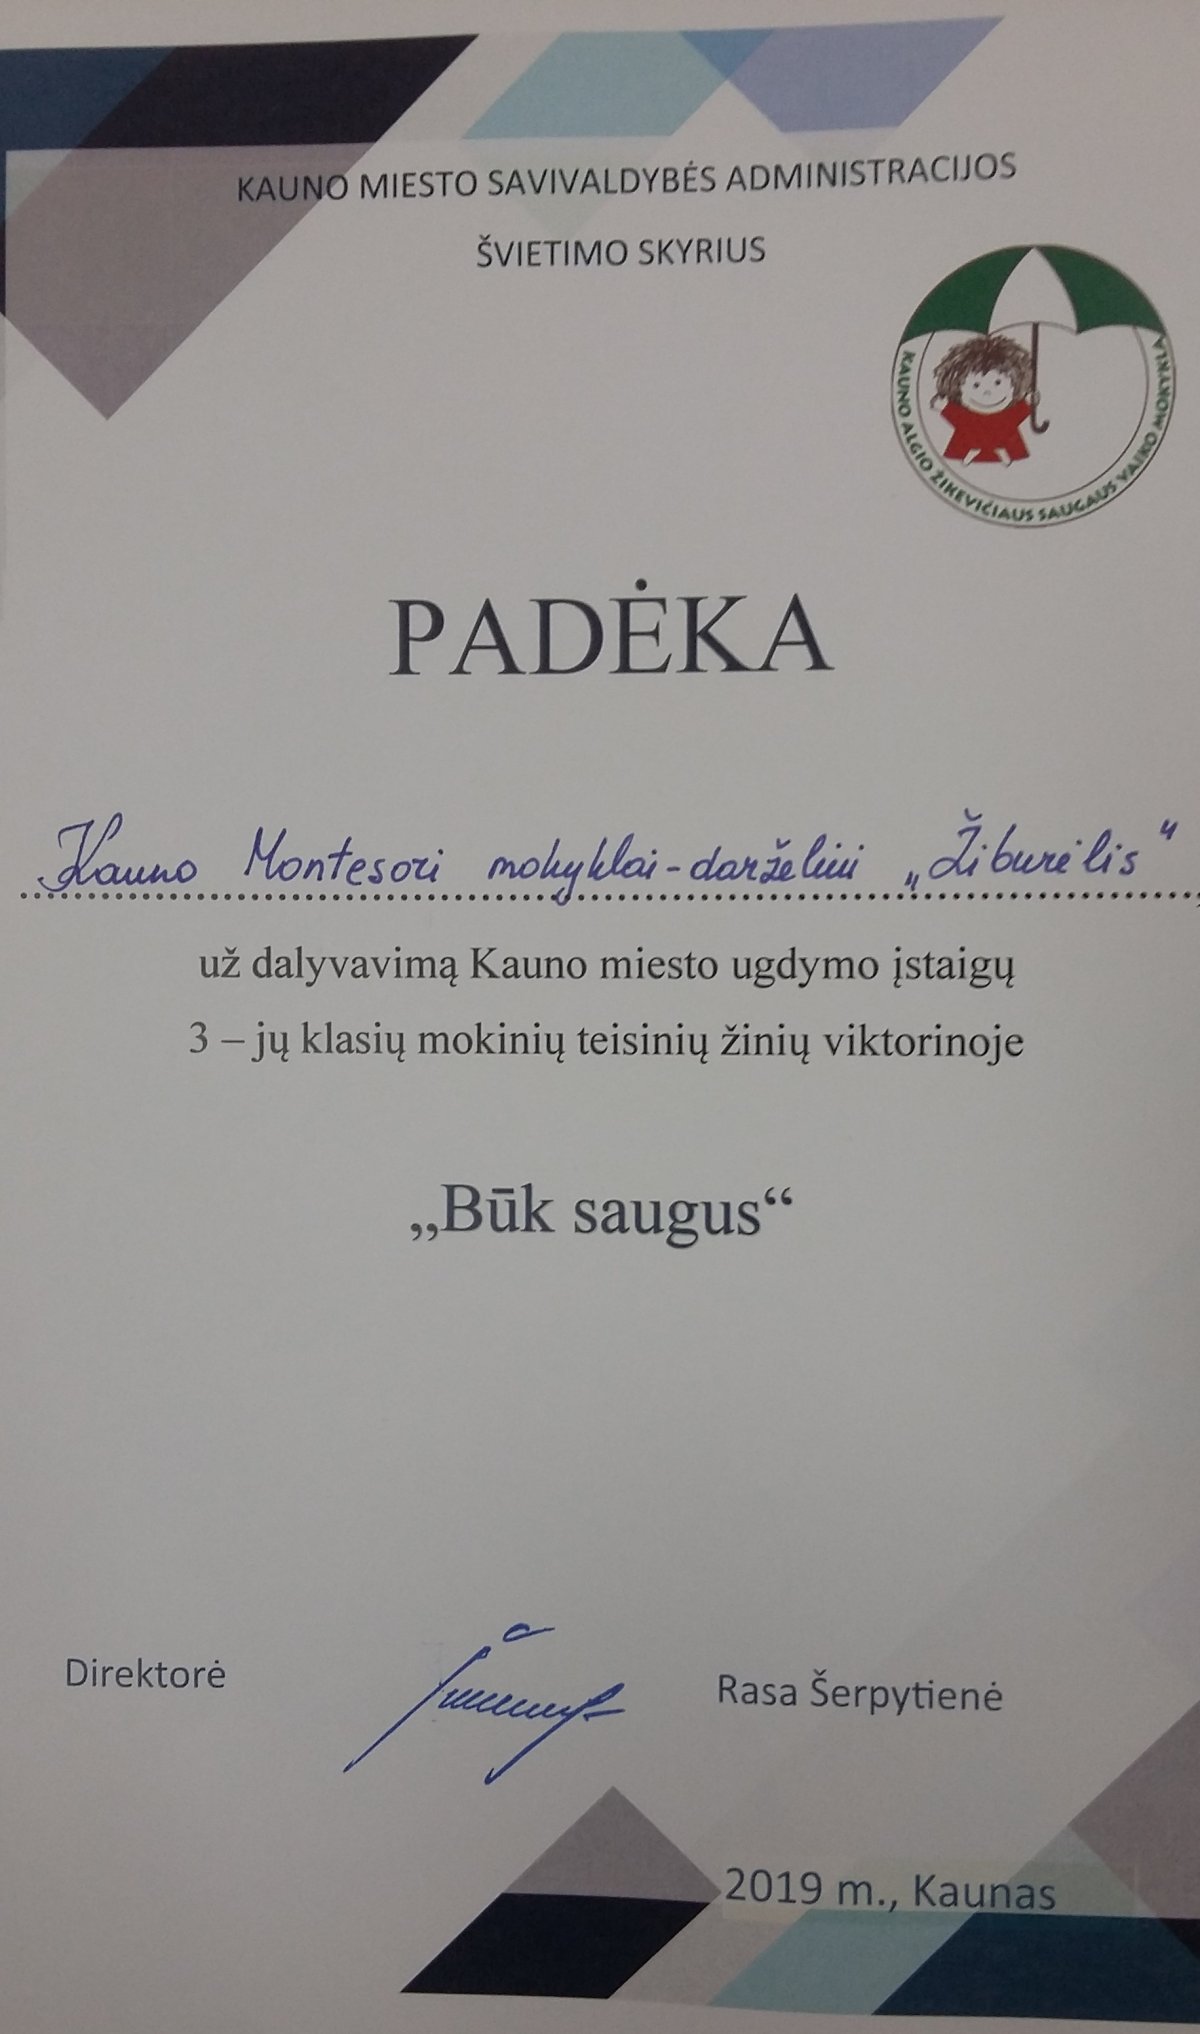 KAUNO MIESTO SAVIVALDYBĖS ADMINISTRACIJOS
ŠVIETIMO SKYRIUS
KAUNO ALGIO ŽIKEVIČIAUS SAUGAUS VAIKO MOKYKLA
PADĖKA
Kauno Montesori mokyklai-darželiui „Žiburėlis“
už dalyvavimą Kauno miesto ugdymo įstaigų
3 – jų klasių mokinių teisinių žinių viktorinoje
„Būk saugus“
Direktorė
Rasa Šerpytienė
2019 m., Kaunas